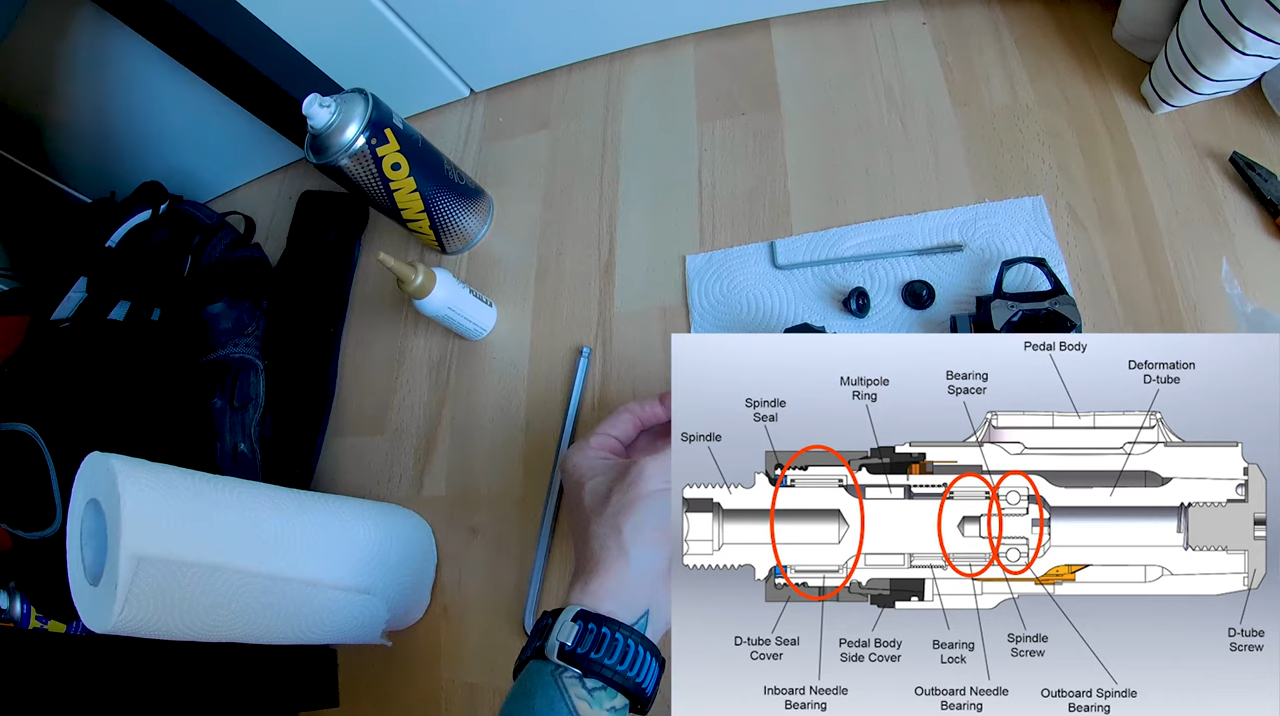 WYNNOL
Pedal Body
Deformation
D-tube
Bearing
Spacer
Multipole
Ring
Spindle
Seal
Spindle
D-tube Seal
Cover
Pedal Body
Side Cover
Bearing
Lock
Spindle
Screw
D-tube
Screw
Inboard Needle
Bearing
Outboard Needle
Bearing
Outboard Spindle
Bearing